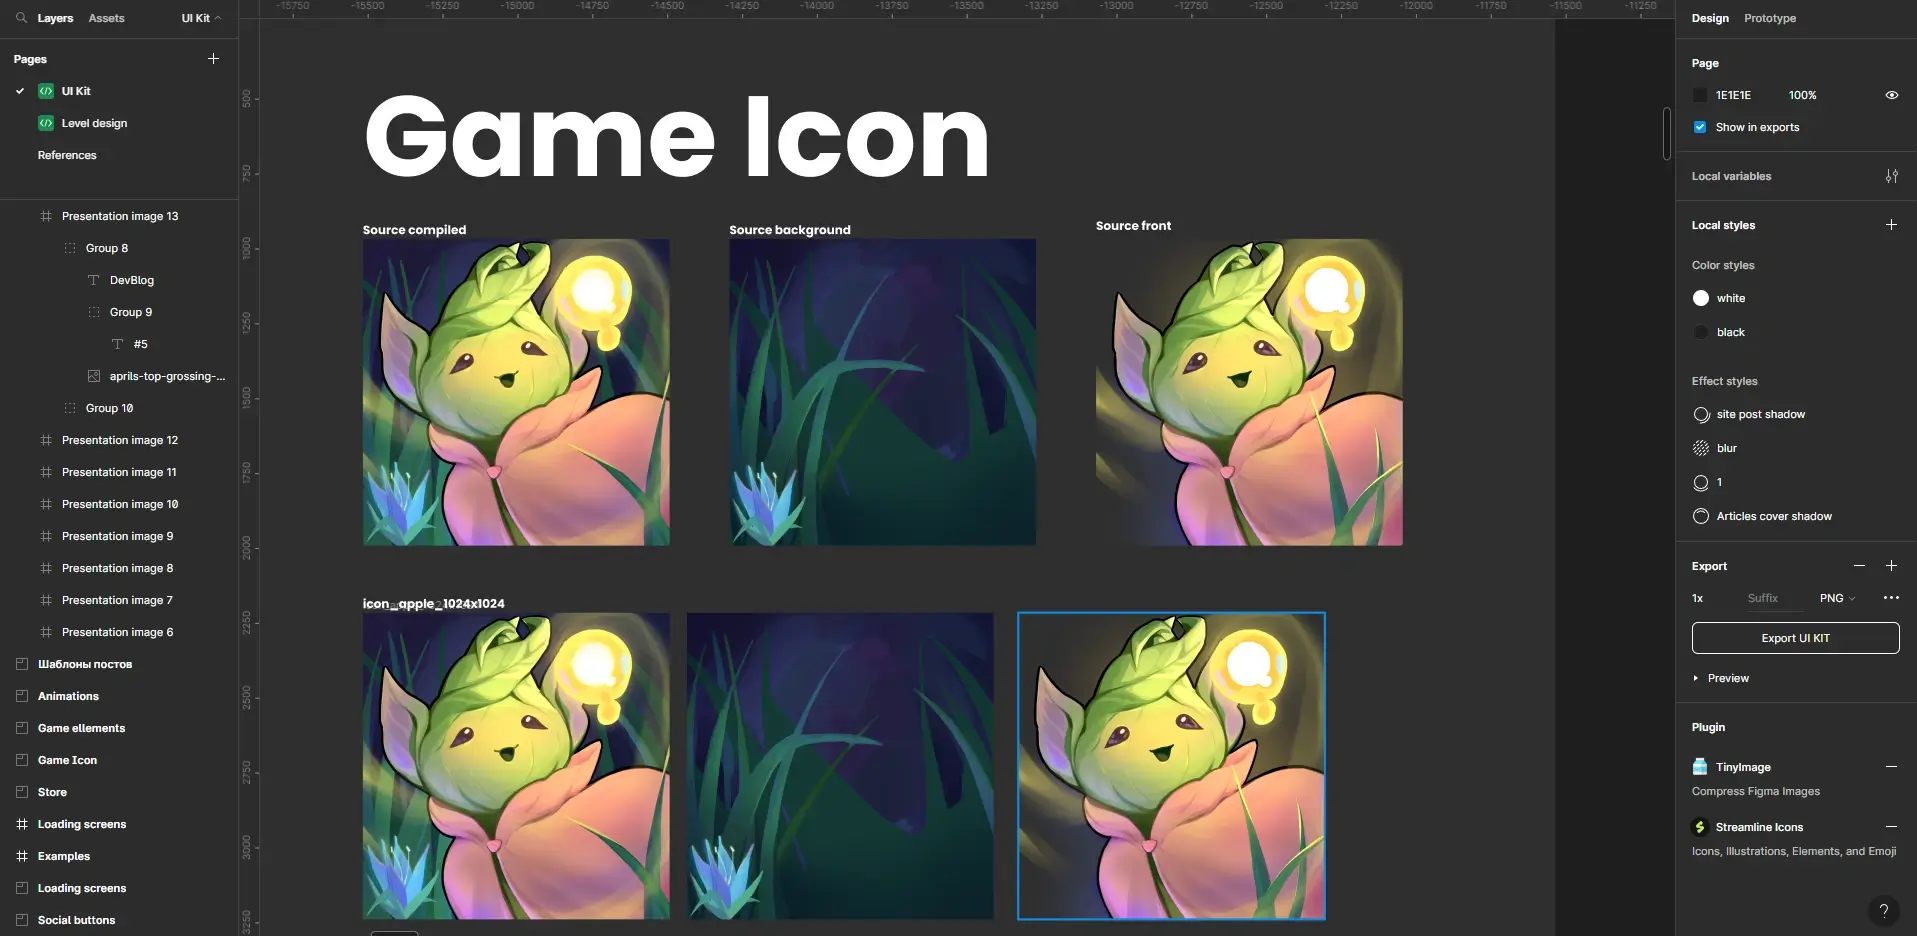 Layers Assets UI Kit
Pages
UI Kit
Level design
References
Presentation image 13
Group 8
DevBlog
Group 9
#5
aprils-top-grossing-...
Group 10
Presentation image 12
Presentation image 11
Presentation image 10
Presentation image 9
Presentation image 8
Presentation image 7
Presentation image 6
Шаблоны постов
Animations
Game ellements
Game Icon
Store
Loading screens
Examples
Loading screens
Social buttons
-15750 -15500 -15250 -15000 -14750 -14500 -14250 -14000 -13750 -13500 -13250 -13000 -12750 -12500 -12250 -12000 -11750 -11500 -11250
500
750
1000
1250
1500
1750
2000
2250
2500
2750
3000
3250
Game Icon
Source compiled
Source background
Source front
icon_apple_1024x1024
Design Prototype
Page
1E1E1E 100%
Show in exports
Local variables
Local styles
Color styles
white
black
Effect styles
site post shadow
blur
1
Articles cover shadow
Export
1x Suffix PNG
Export UI KIT
Preview
Plugin
TinyImage
Compress Figma Images
Streamline Icons
Icons, Illustrations, Elements, and Emoji
?